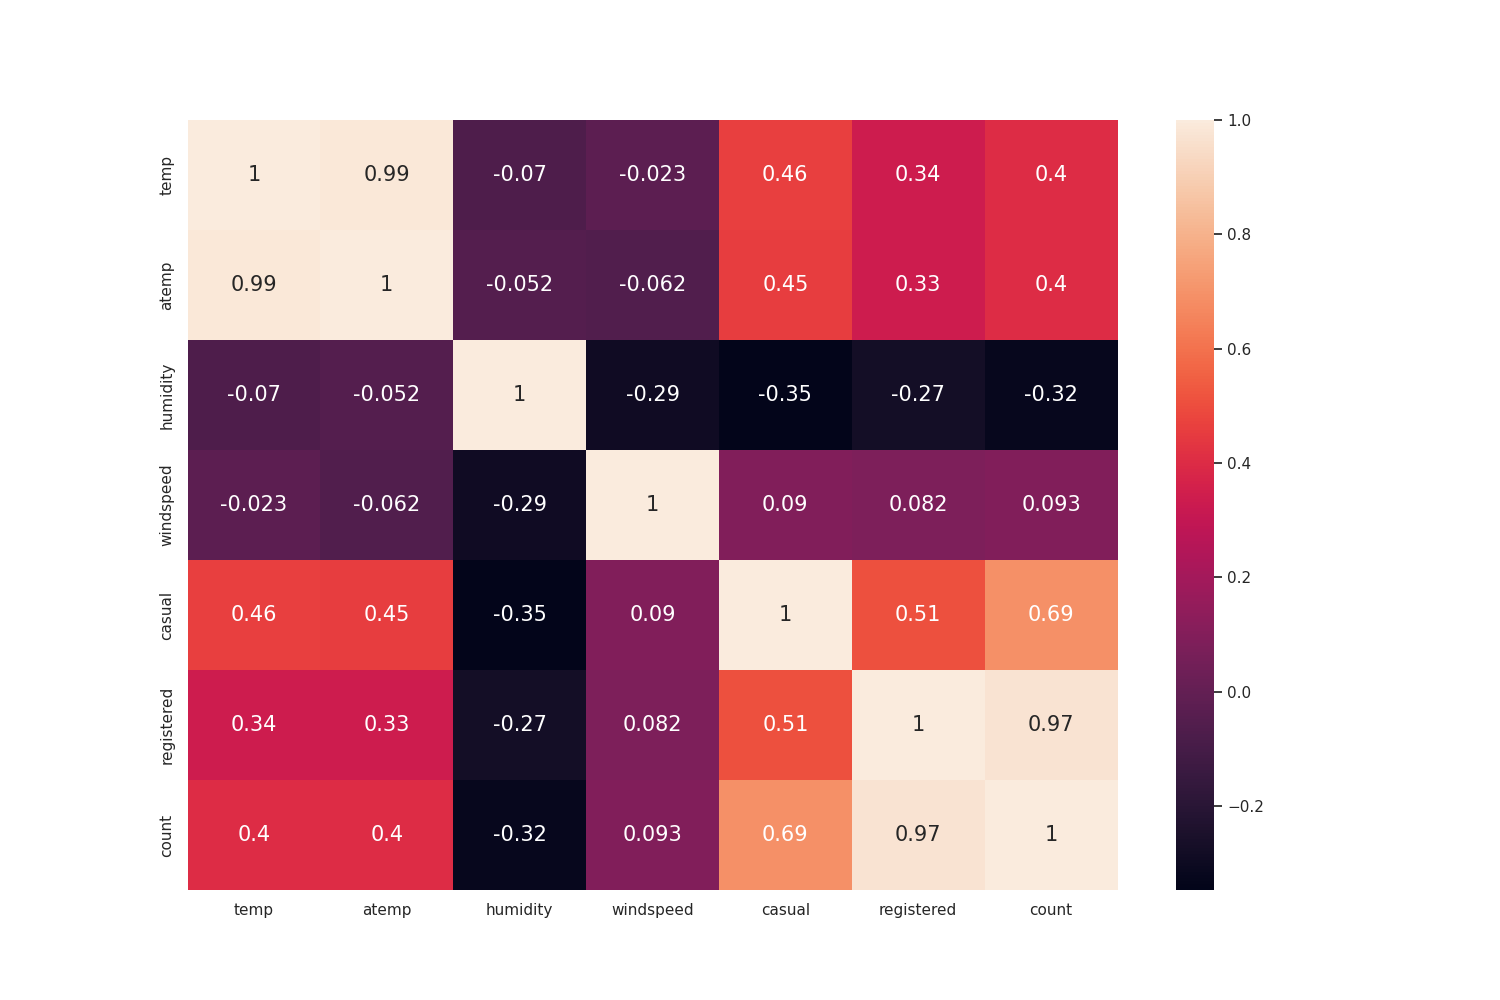 temp 1 0.99 -0.07 -0.023 0.46 0.34 0.4
atemp 0.99 1 -0.052 -0.062 0.45 0.33 0.4
humidity -0.07 -0.052 1 -0.29 -0.35 -0.27 -0.32
windspeed -0.023 -0.062 -0.29 1 0.09 0.082 0.093
casual 0.46 0.45 -0.35 0.09 1 0.51 0.69
registered 0.34 0.33 -0.27 0.082 0.51 1 0.97
count 0.4 0.4 -0.32 0.093 0.69 0.97 1
temp atemp humidity windspeed casual registered count
1.0
0.8
0.6
0.4
0.2
0.0
−0.2